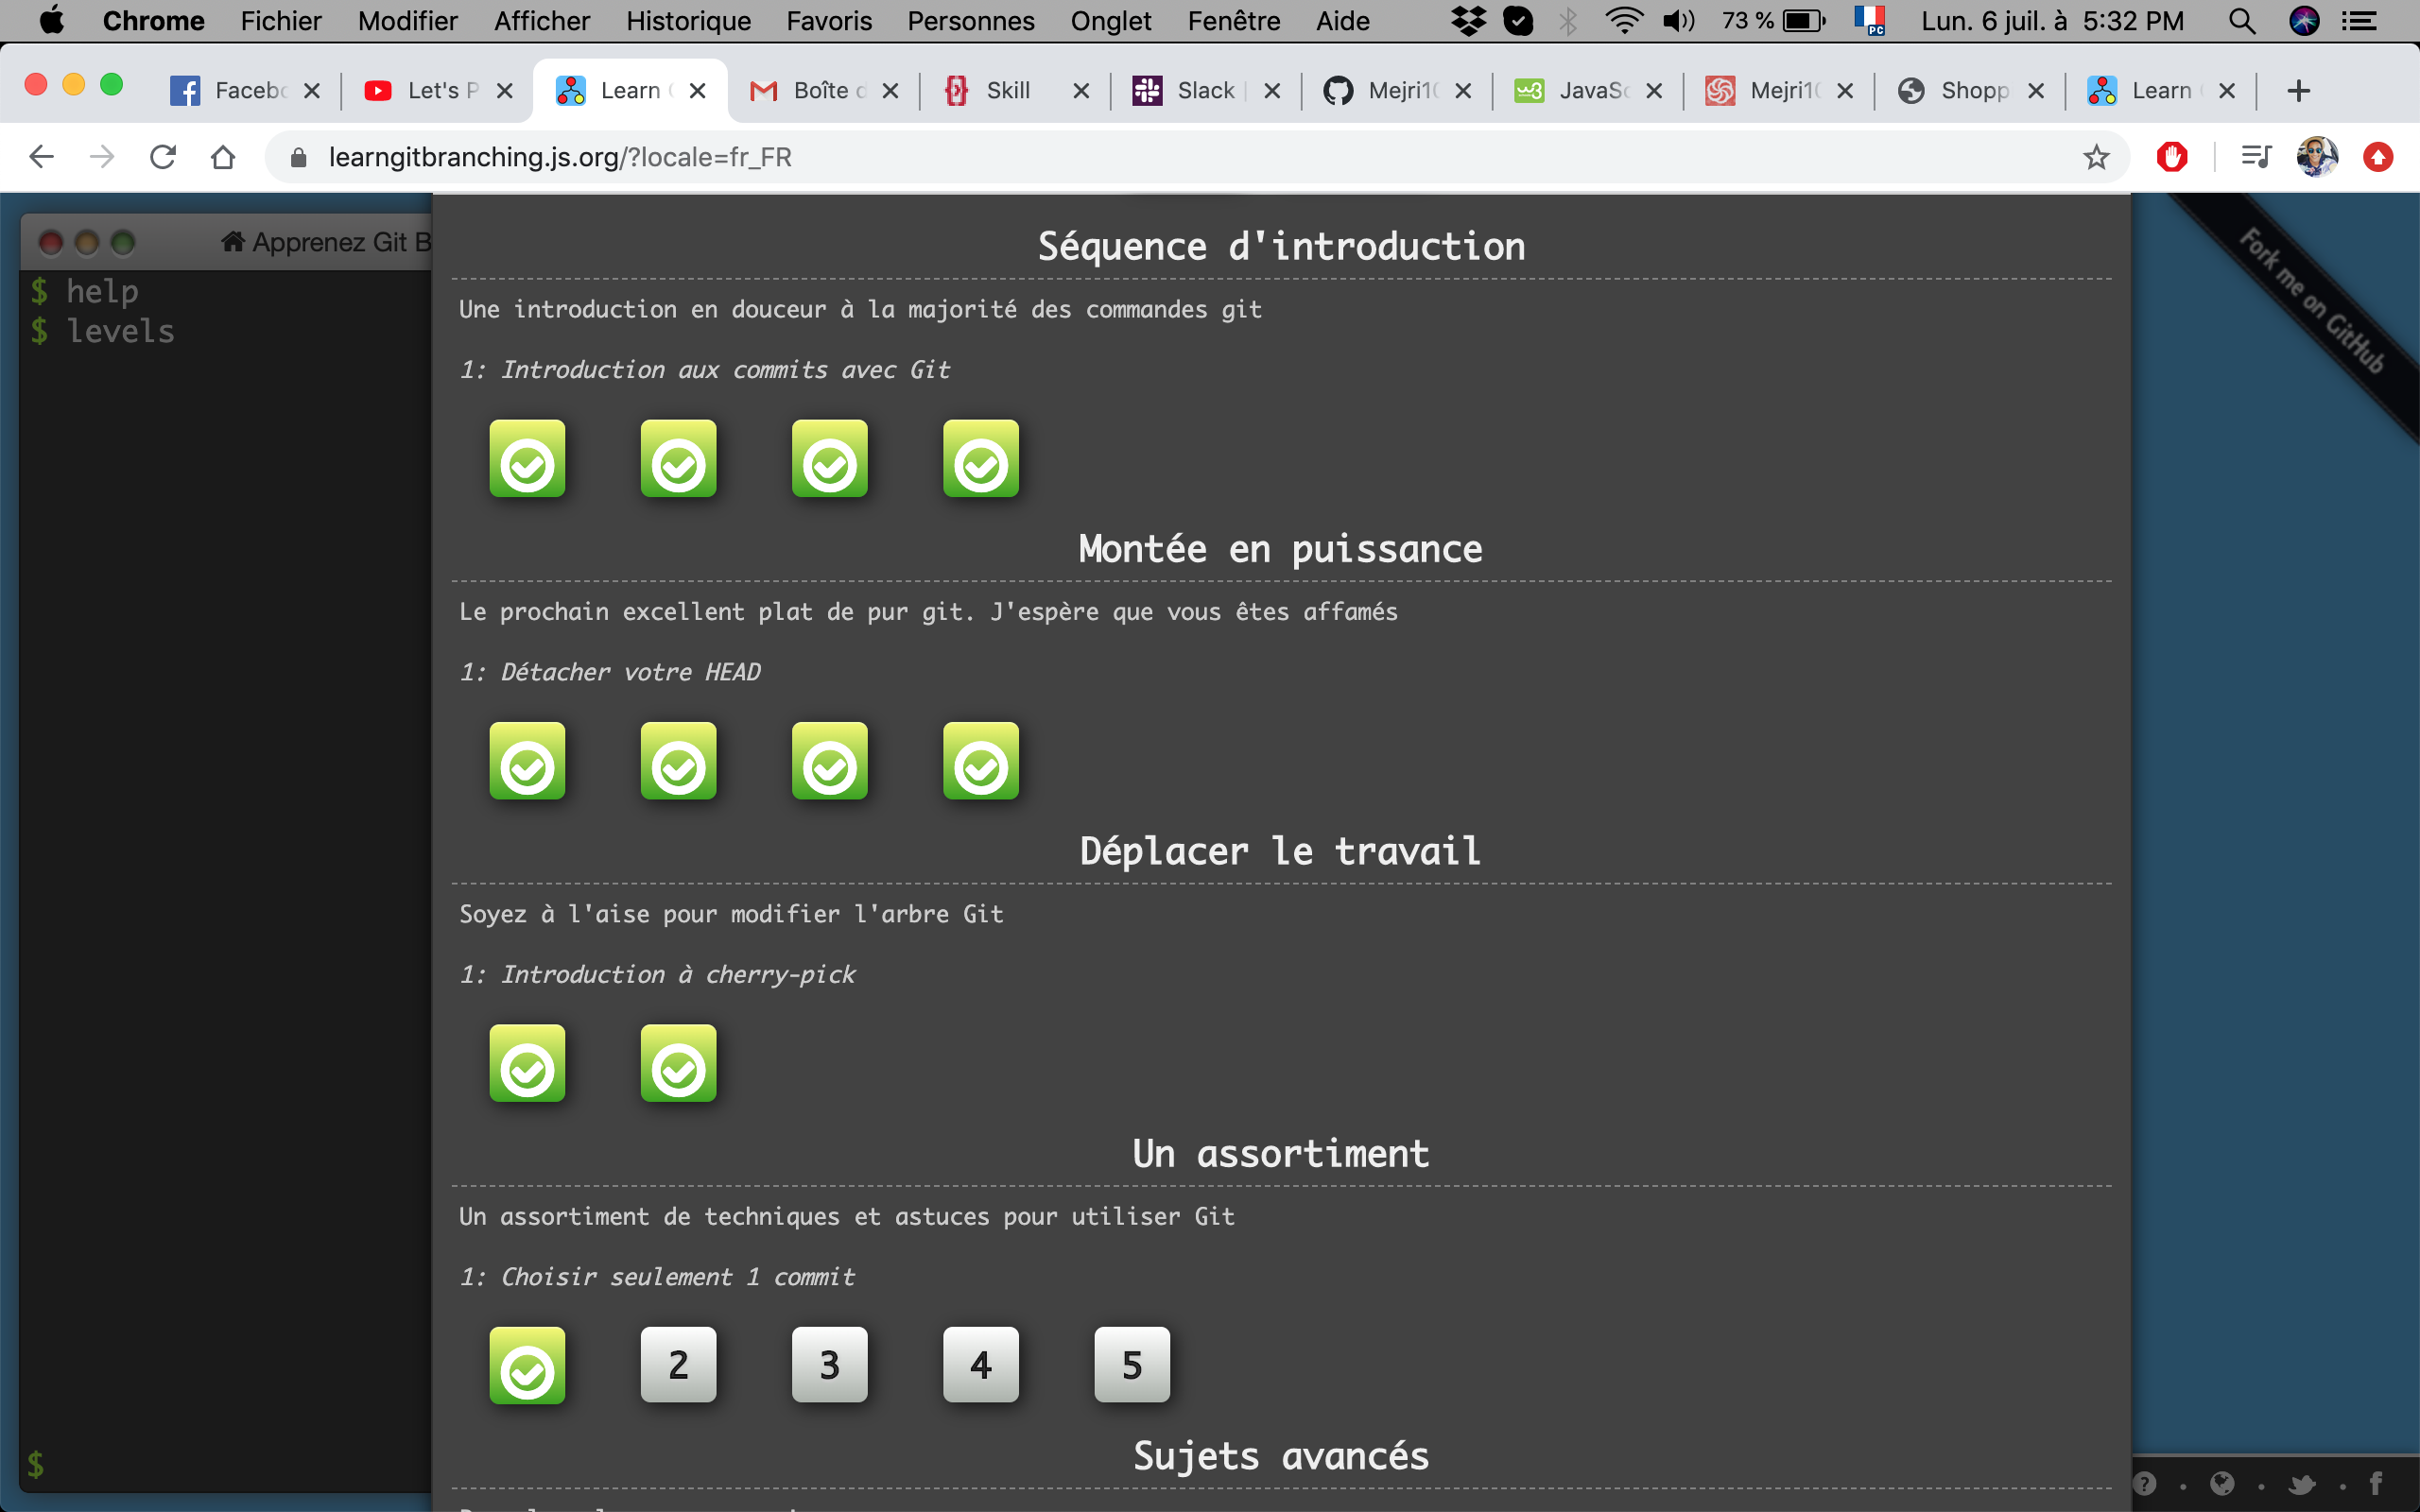 Chrome Fichier Modifier Afficher Historique Favoris Personnes Onglet Fenêtre Aide 73 % PC Lun. 6 juil. à 5:32 PM
Faceb Let's P Learn Boîte d Skill Slack Mejri10 JavaSc Mejri10 Shopp Learn
learngitbranching.js.org/?locale=fr_FR
Apprenez Git B
$ help
$ levels
$
Séquence d'introduction
Une introduction en douceur à la majorité des commandes git
1: Introduction aux commits avec Git
Montée en puissance
Le prochain excellent plat de pur git. J'espère que vous êtes affamés
1: Détacher votre HEAD
Déplacer le travail
Soyez à l'aise pour modifier l'arbre Git
1: Introduction à cherry-pick
Un assortiment
Un assortiment de techniques et astuces pour utiliser Git
1: Choisir seulement 1 commit
2 3 4 5
Sujets avancés
Fork me on GitHub